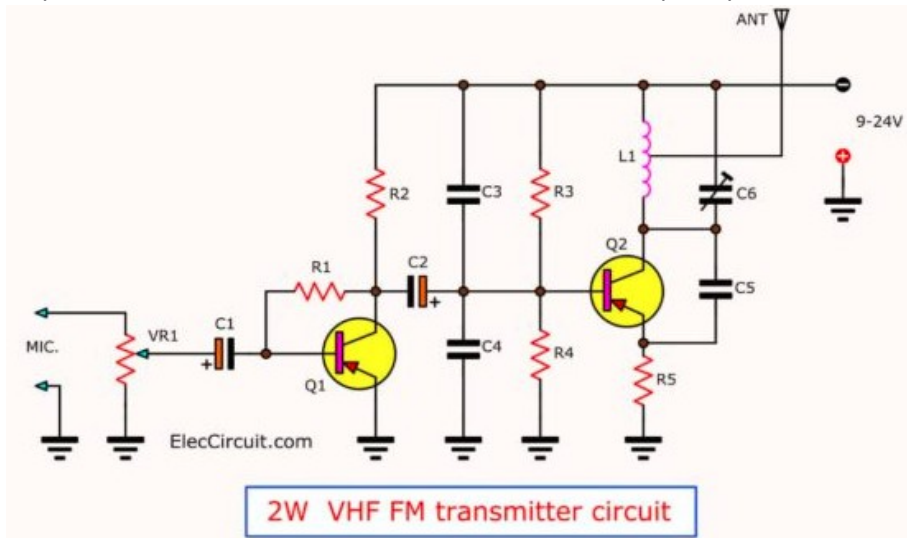 ANT
9-24V
L1
R2
C3
R3
C6
Q2
R1
C2
C5
C1
VR1
MIC.
C4
R4
Q1
R5
ElecCircuit.com
2W VHF FM transmitter circuit